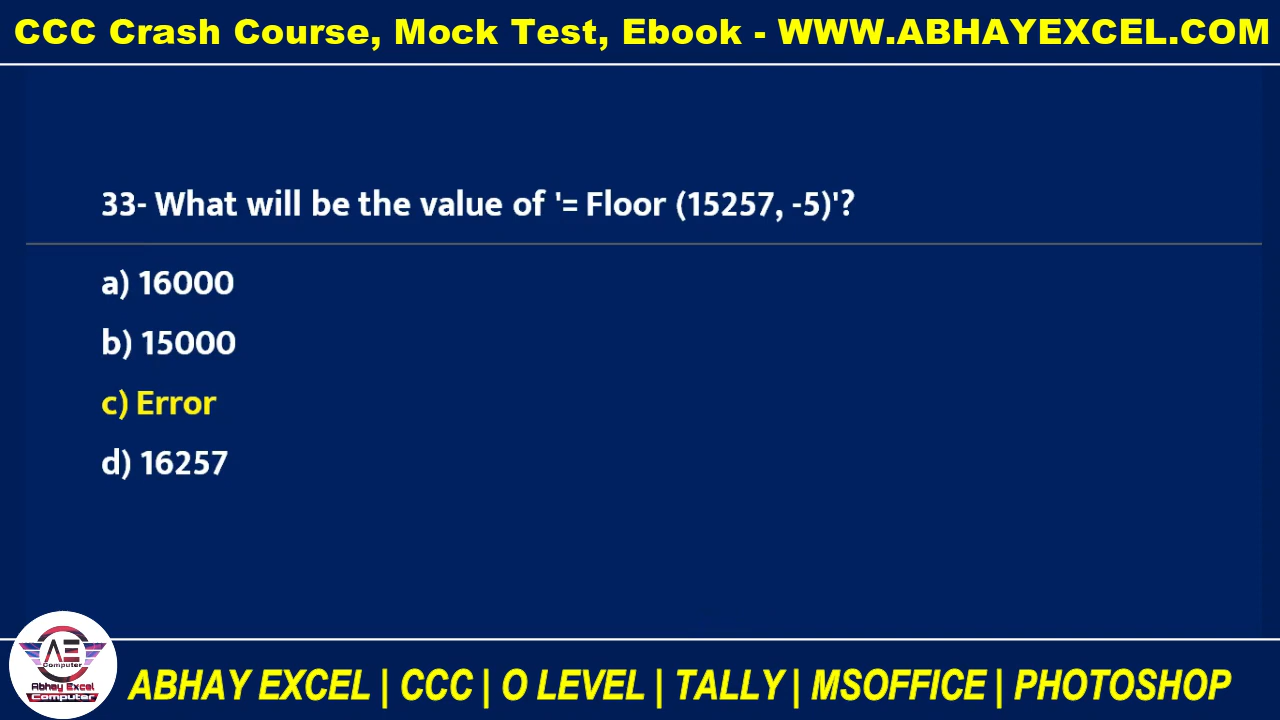 CCC Crash Course, Mock Test, Ebook - WWW.ABHAYEXCEL.COM
33- What will be the value of '= Floor (15257, -5)'?
a) 16000
b) 15000
c) Error
d) 16257
AE
Computer
Abhay Excel
Computer
ABHAY EXCEL | CCC | O LEVEL | TALLY | MSOFFICE | PHOTOSHOP